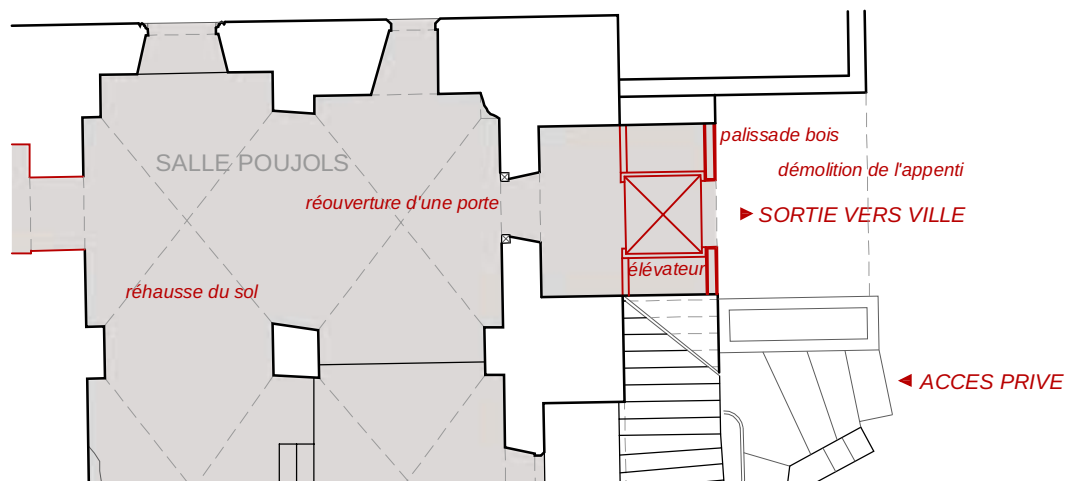 palissade bois
SALLE POUJOLS
démolition de l'appenti
réouverture d'une porte
SORTIE VERS VILLE
élévateur
réhausse du sol
ACCES PRIVE